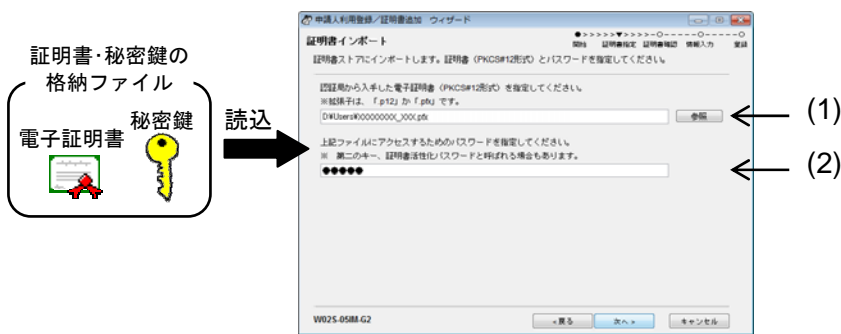 証明書・秘密鍵の
格納ファイル
電子証明書
秘密鍵
読込
申請人利用登録／証明書追加 ウィザード
証明書インポート
●>>>>>▼>>>>-○-----○------○
開始 証明書指定 証明書確認 情報入力 登録
証明書ストアにインポートします。証明書（PKCS#12形式）とパスワードを指定してください。
認証局から入手した電子証明書（PKCS#12形式）を指定してください。
※拡張子は、「.p12」か「.pfx」です。
D:¥Users¥XXXXXXXX_XXX.pfx
参照
(1)
上記ファイルにアクセスするためのパスワードを指定してください。
※ 第二のキー、証明書活性化パスワードと呼ばれる場合もあります。
●●●●●
(2)
W02S-05IM-G2
<戻る
次へ>
キャンセル